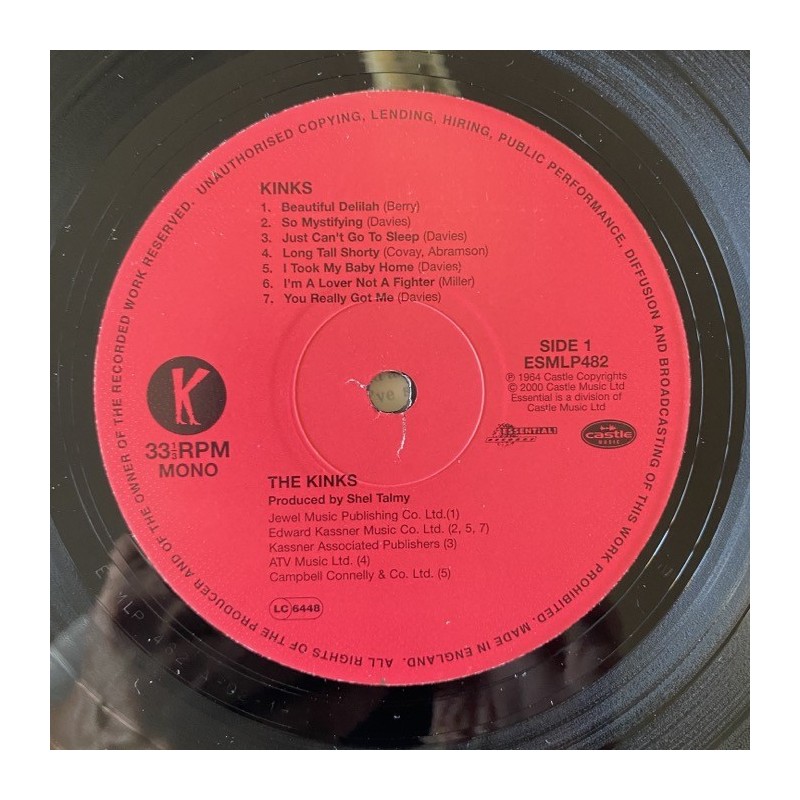 UNAUTHORISED COPYING, LENDING, HIRING, PUBLIC PERFORMANCE, DIFFUSION AND BROADCASTING OF THIS WORK PROHIBITED. MADE IN ENGLAND. ALL RIGHTS OF THE PRODUCER AND OF THE OWNER OF THE RECORDED WORK RESERVED.
KINKS
1. Beautiful Delilah (Berry)
2. So Mystifying (Davies)
3. Just Can't Go To Sleep (Davies)
4. Long Tall Shorty (Covay, Abramson)
5. I Took My Baby Home (Davies)
6. I'm A Lover Not A Fighter (Miller)
7. You Really Got Me (Davies)
SIDE 1
ESMLP482
℗ 1964 Castle Copyrights
© 2000 Castle Music Ltd
Essential is a division of
Castle Music Ltd
K
33⅓RPM
MONO
ESSENTIAL!
CASTLE
MUSIC
THE KINKS
Produced by Shel Talmy
Jewel Music Publishing Co. Ltd.(1)
Edward Kassner Music Co. Ltd. (2, 5, 7)
Kassner Associated Publishers (3)
ATV Music Ltd. (4)
Campbell Connelly & Co. Ltd. (5)
LC 6448